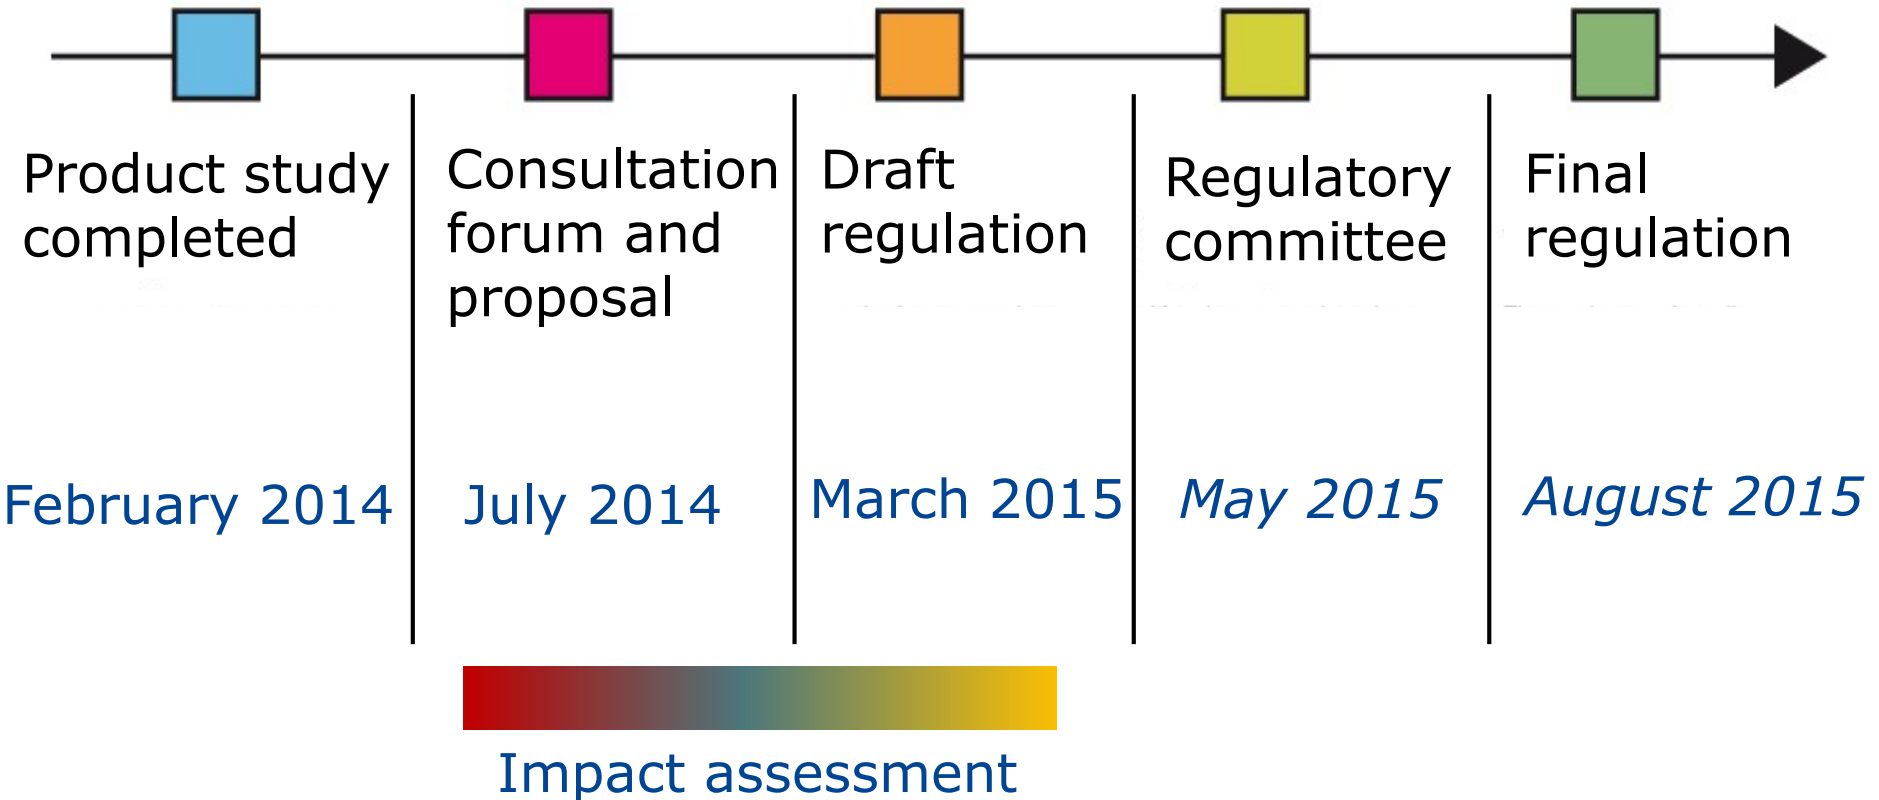 Product study
completed
Consultation
forum and
proposal
Draft
regulation
Regulatory
committee
Final
regulation
February 2014
July 2014
March 2015
May 2015
August 2015
Impact assessment